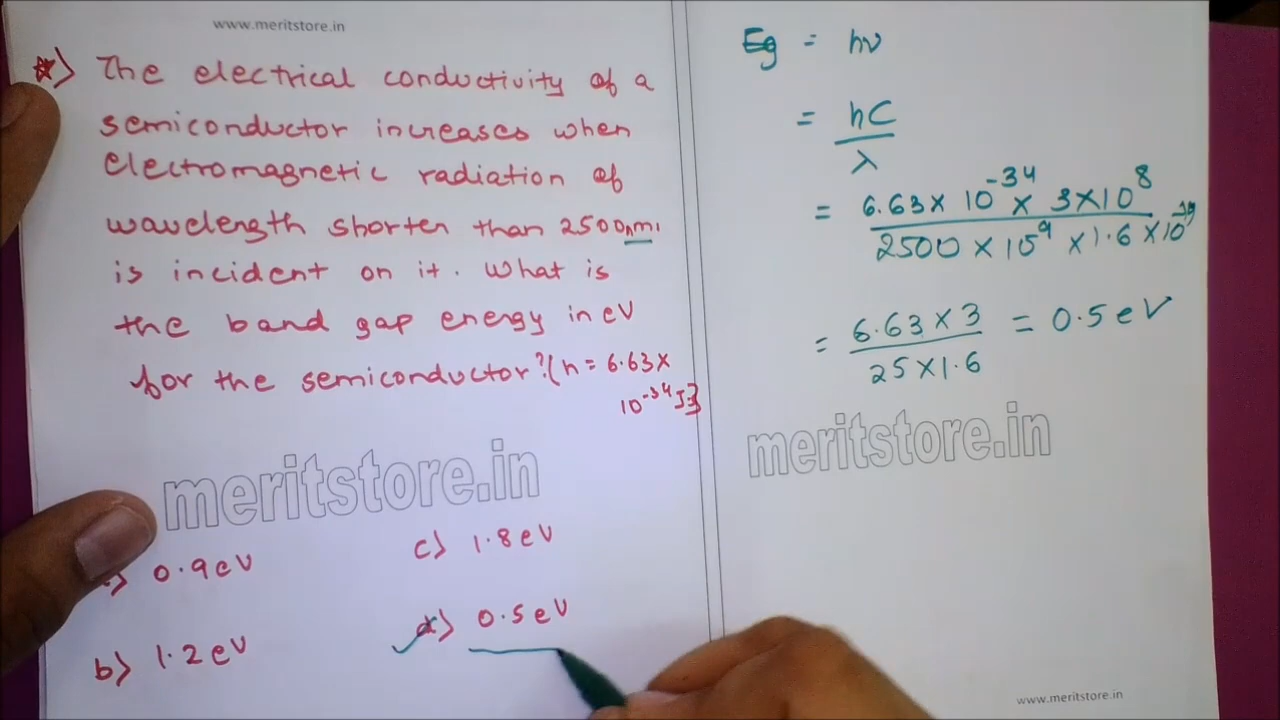 www.meritstore.in
*) The electrical conductivity of a
semiconductor increases when
electromagnetic radiation of
wavelength shorter than 2500nm.
is incident on it. What is
the band gap energy in eV
for the semiconductor?(h = 6.63×
10⁻³⁴Js)
meritstore.in
0.9eV
b) 1.2eV
c) 1.8eV
d) 0.5eV
Eg = hν
= hC
λ
= 6.63× 10⁻³⁴ × 3×10⁸
2500 × 10⁻⁹ ×1.6 ×10⁻¹⁹
= 6.63×3 = 0.5eV
25×1.6
meritstore.in
www.meritstore.in